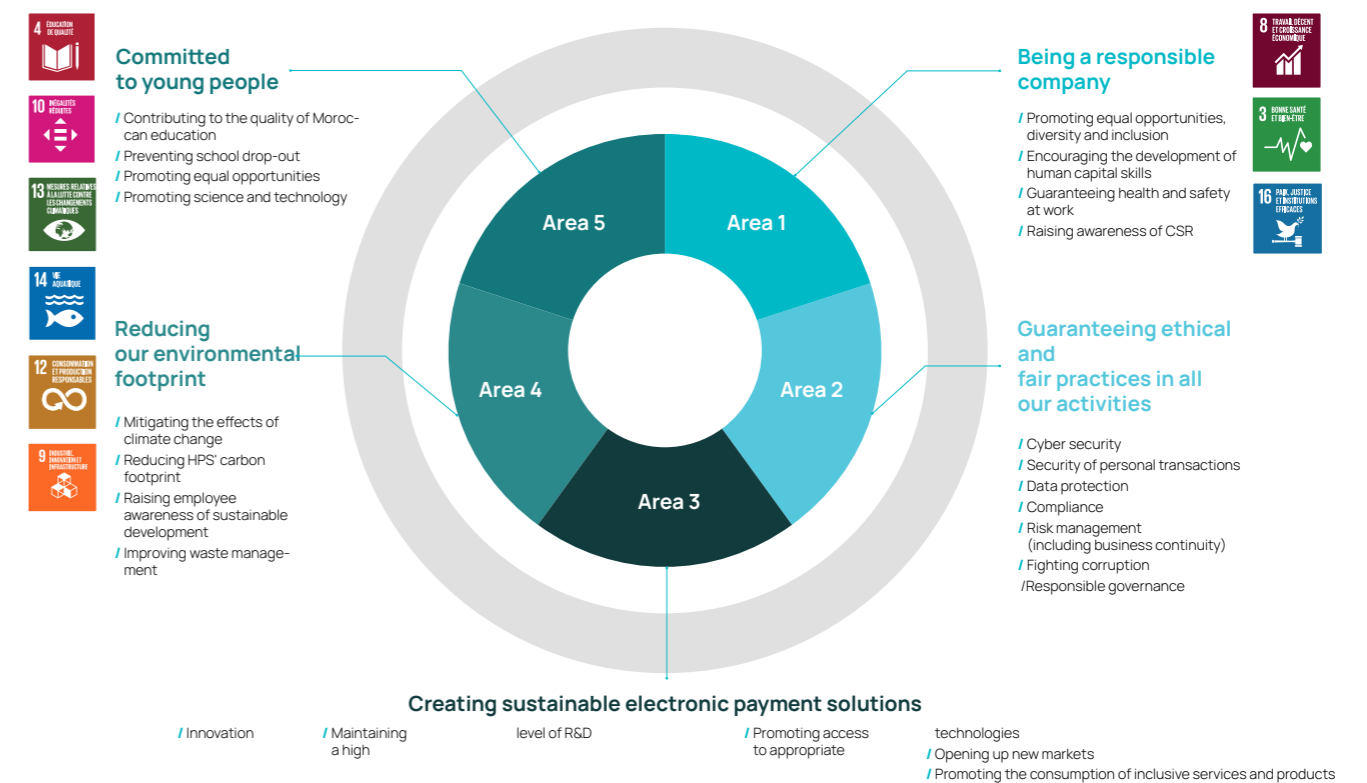 4 ÉDUCATION
DE QUALITÉ
10 INÉGALITÉS
RÉDUITES
13 MESURES RELATIVES
À LA LUTTE CONTRE
LES CHANGEMENTS
CLIMATIQUES
14 VIE
AQUATIQUE
12 CONSOMMATION
ET PRODUCTION
RESPONSABLES
9 INDUSTRIE,
INNOVATION ET
INFRASTRUCTURE
Committed
to young people
/ Contributing to the quality of Moroc-
can education
/ Preventing school drop-out
/ Promoting equal opportunities
/ Promoting science and technology
Reducing
our environmental
footprint
/ Mitigating the effects of
climate change
/ Reducing HPS' carbon
footprint
/ Raising employee
awareness of sustainable
development
/ Improving waste manage-
ment
Area 5
Area 1
Area 4
Area 2
Area 3
Being a responsible
company
/ Promoting equal opportunities,
diversity and inclusion
/ Encouraging the development of
human capital skills
/ Guaranteeing health and safety
at work
/ Raising awareness of CSR
8 TRAVAIL DÉCENT
ET CROISSANCE
ÉCONOMIQUE
3 BONNE SANTÉ
ET BIEN-ÊTRE
16 PAIX, JUSTICE
ET INSTITUTIONS
EFFICACES
Guaranteeing ethical
and
fair practices in all
our activities
/ Cyber security
/ Security of personal transactions
/ Data protection
/ Compliance
/ Risk management
(including business continuity)
/ Fighting corruption
/Responsible governance
Creating sustainable electronic payment solutions
/ Innovation
/ Maintaining
a high
level of R&D
/ Promoting access
to appropriate
technologies
/ Opening up new markets
/ Promoting the consumption of inclusive services and products